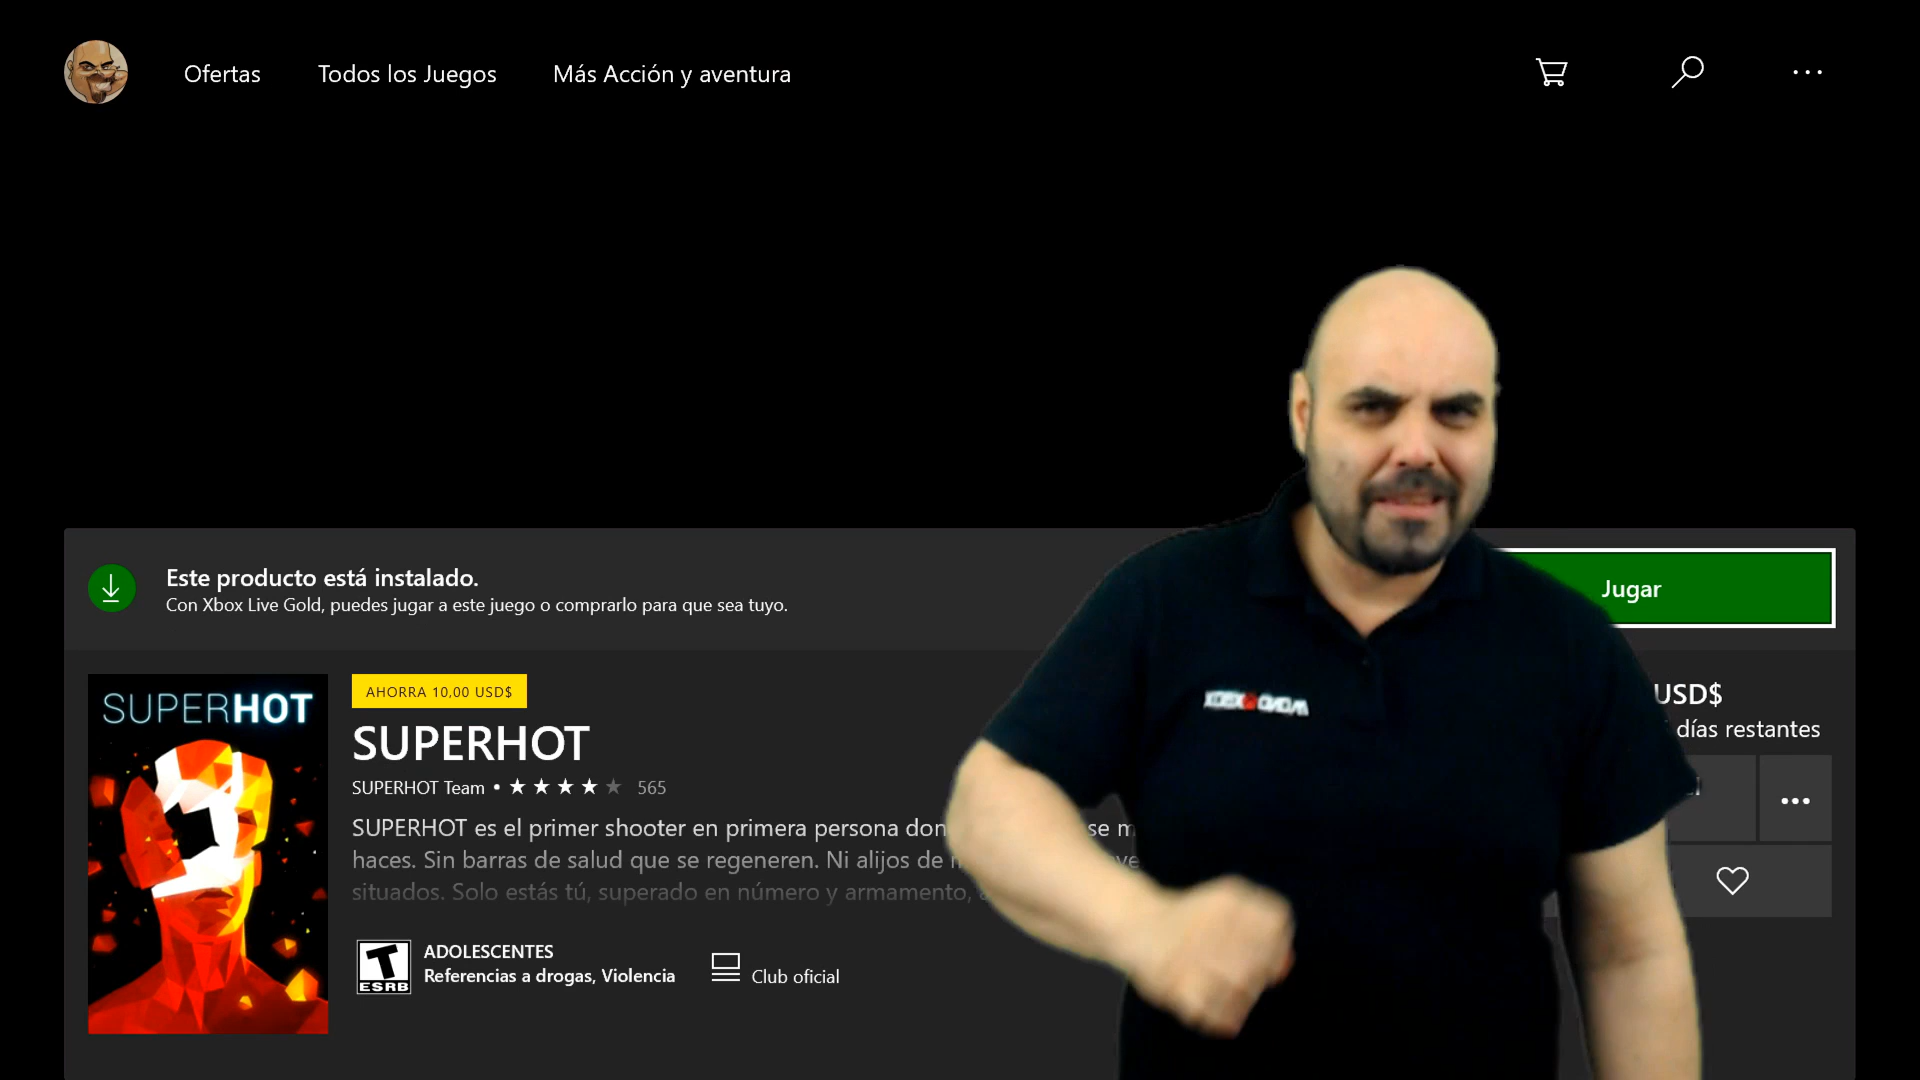 Ofertas
Todos los Juegos
Más Acción y aventura
Este producto está instalado.
Con Xbox Live Gold, puedes jugar a este juego o comprarlo para que sea tuyo.
Jugar
SUPERHOT
AHORRA 10,00 USD$
SUPERHOT
SUPERHOT Team • 565
USD$
días restantes
SUPERHOT es el primer shooter en primera persona don se m
haces. Sin barras de salud que se regeneren. Ni alijos de
situados. Solo estás tú, superado en número y armamento,
T
ESRB
ADOLESCENTES
Referencias a drogas, Violencia
Club oficial